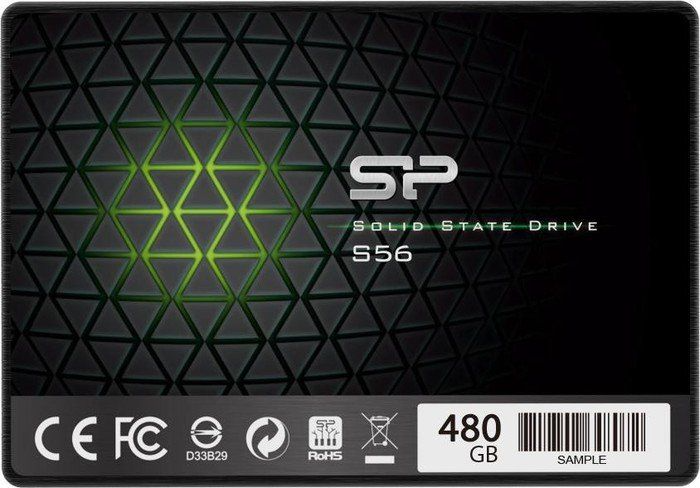 SP
SOLID STATE DRIVE
S56
CE FC
D33B29
RoHS
480
GB
SAMPLE